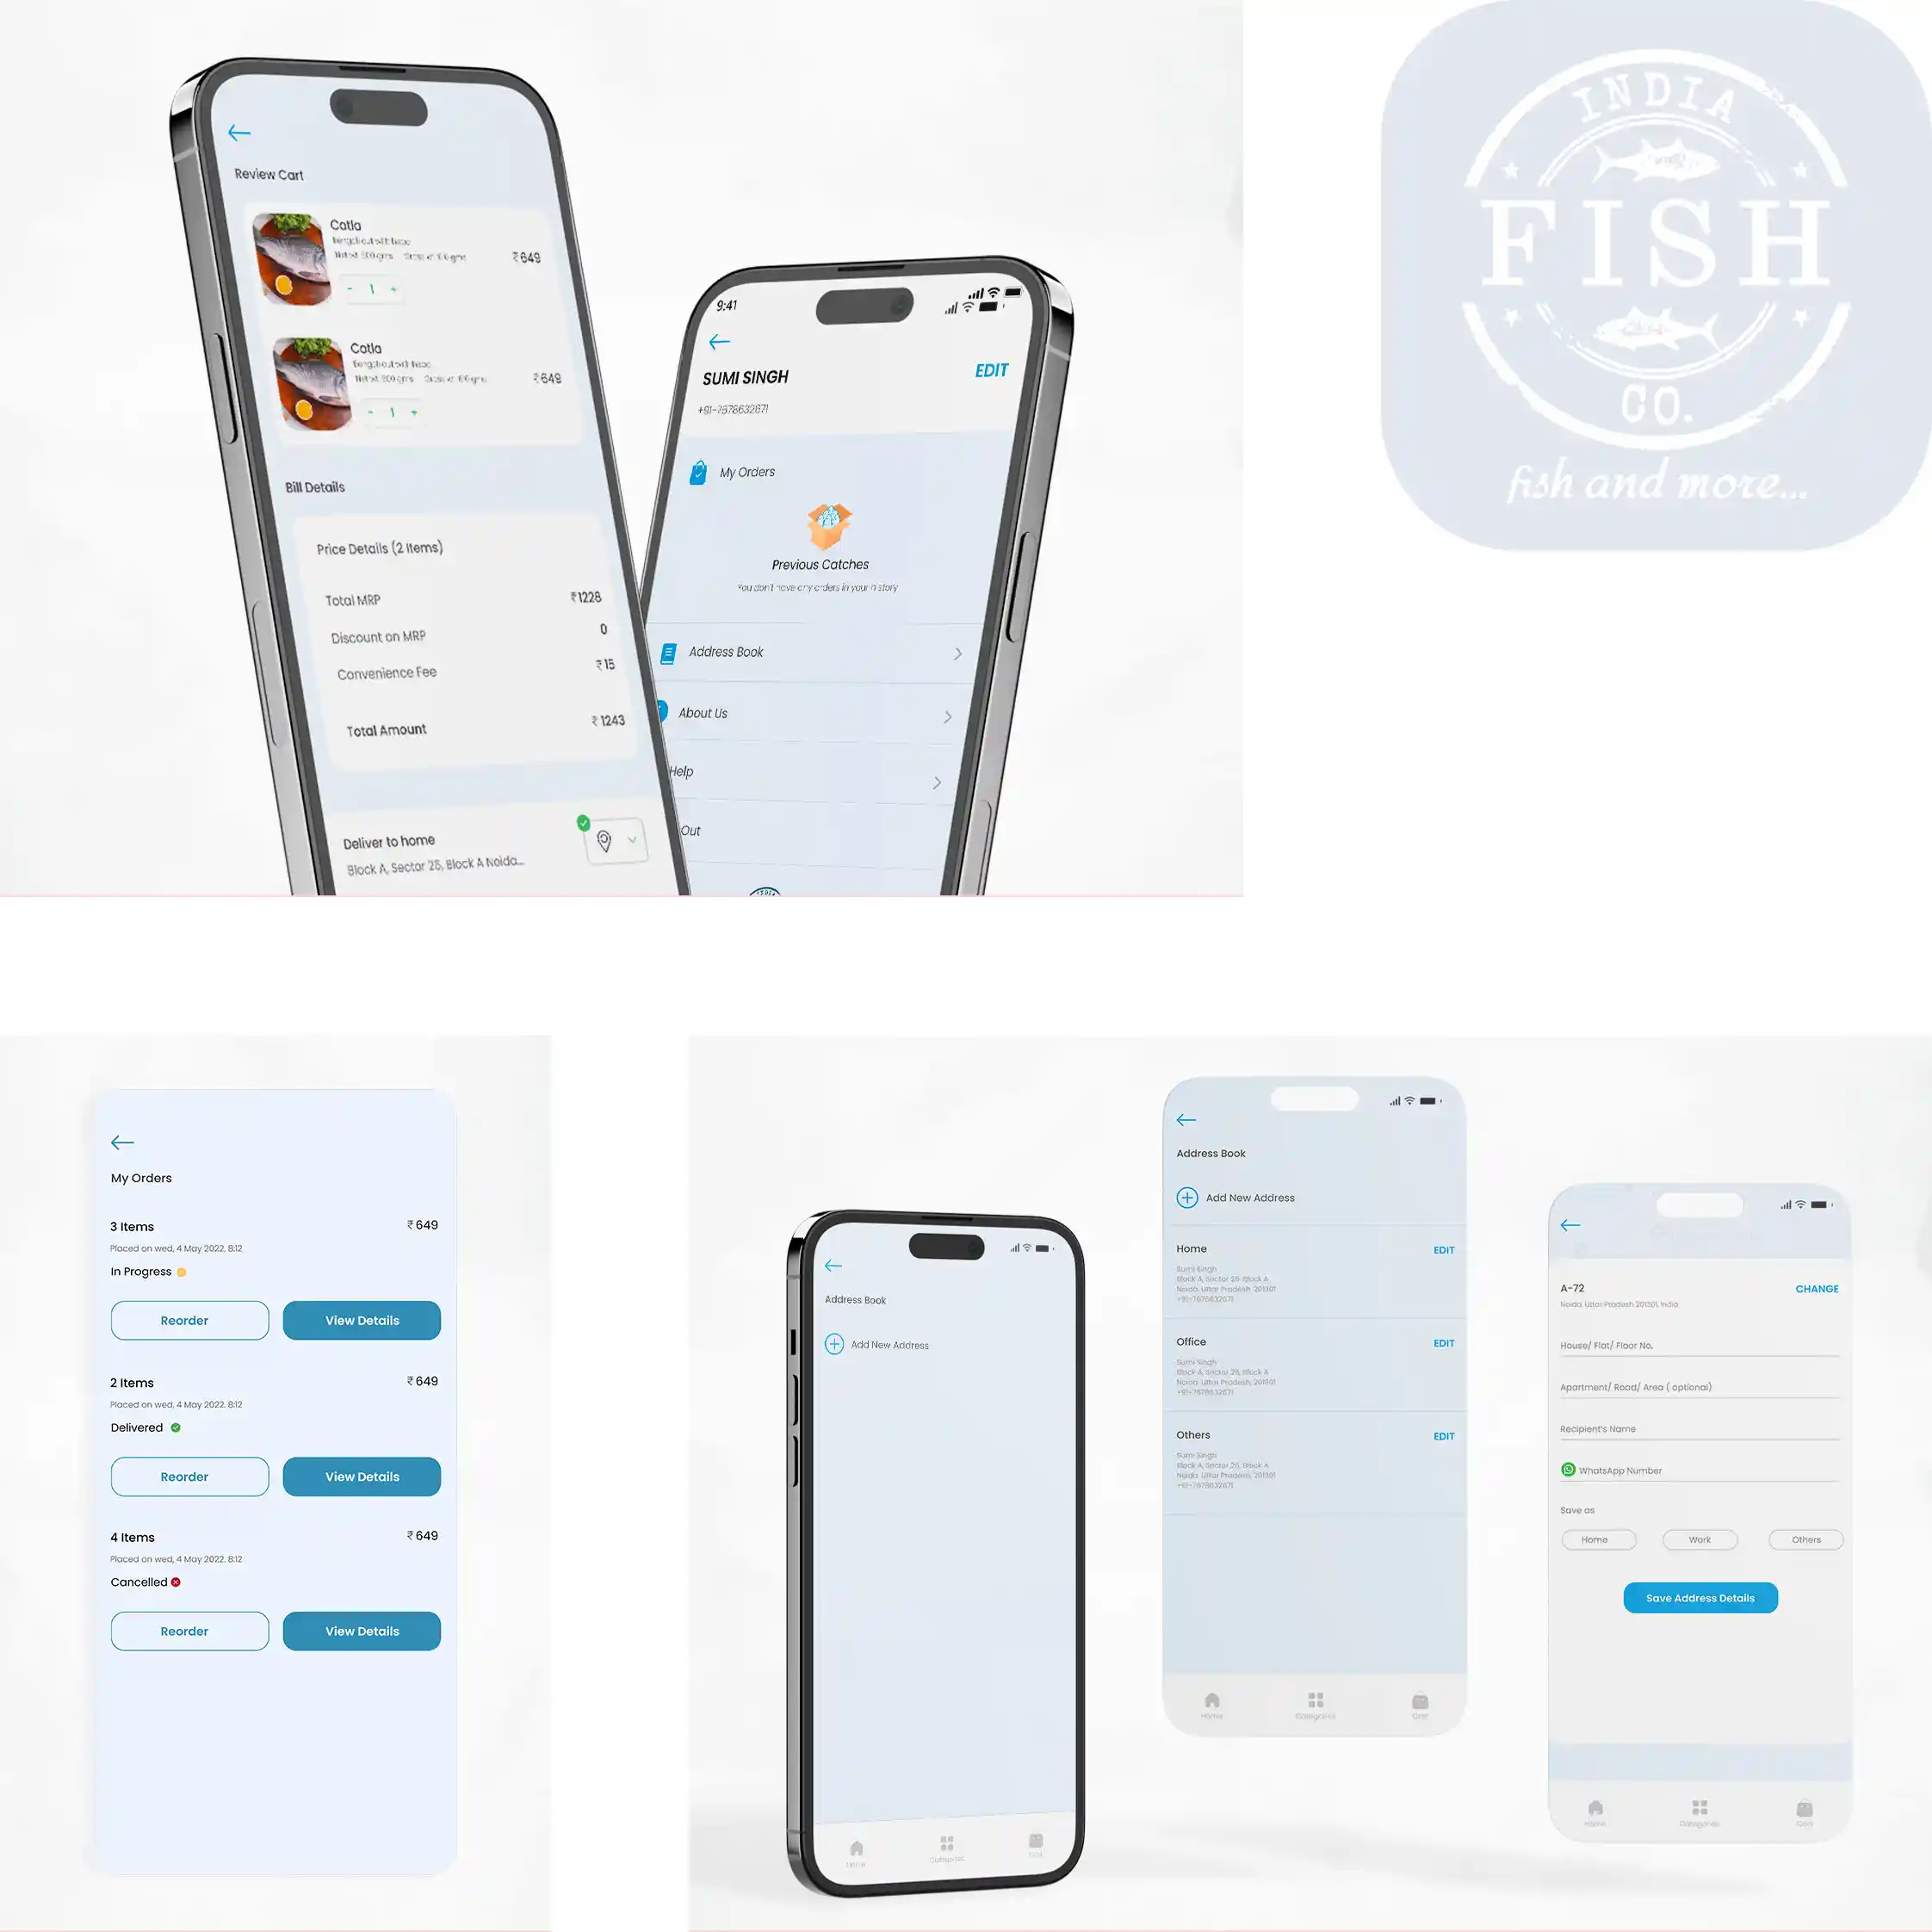 Review Cart
Catla
₹649
- 1 +
Catla
₹649
- 1 +
Bill Details
Price Details (2 Items)
Total MRP ₹1228
Discount on MRP 0
Convenience Fee ₹15
Total Amount ₹1243
Deliver to home
Block A, Sector 25, Block A Noida...
9:41
SUMI SINGH EDIT
+91-7678632671
My Orders
Previous Catches
You don't have any orders in your history
Address Book
About Us
Help
Out
INDIA
FISH
CO.
fish and more...
My Orders
3 Items ₹649
Placed on wed, 4 May 2022. 8:12
In Progress
Reorder View Details
2 Items ₹649
Placed on wed, 4 May 2022. 8:12
Delivered
Reorder View Details
4 Items ₹649
Placed on wed, 4 May 2022. 8:12
Cancelled
Reorder View Details
Address Book
Add New Address
Home Categories Cart
Address Book
Add New Address
Home EDIT
Sumi Singh
Block A, Sector 25, Block A
Noida, Uttar Pradesh, 201301
+91-7678632671
Office EDIT
Sumi Singh
Block A, Sector 25, Block A
Noida, Uttar Pradesh, 201301
+91-7678632671
Others EDIT
Sumi Singh
Block A, Sector 25, Block A
Noida, Uttar Pradesh, 201301
+91-7678632671
Home Categories Cart
A-72 CHANGE
Noida, Uttar Pradesh 201301, India
House/ Flat/ Floor No.
Apartment/ Road/ Area ( optional)
Recipient's Name
WhatsApp Number
Save as
Home Work Others
Save Address Details
Home Categories Cart